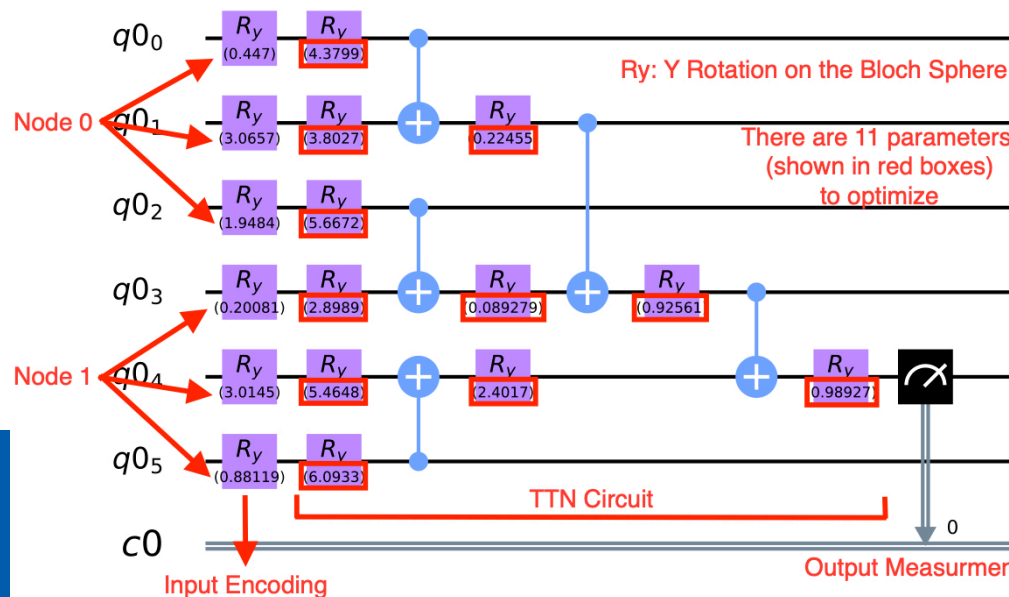 q0₀
R_y
(0.447)
R_y
(4.3799)
Ry: Y Rotation on the Bloch Sphere
Node 0
q0₁
R_y
(3.0657)
R_y
(3.8027)
R_y
(0.22455)
There are 11 parameters
(shown in red boxes)
to optimize
q0₂
R_y
(1.9484)
R_y
(5.6672)
q0₃
R_y
(0.20081)
R_y
(2.8989)
R_y
(0.089279)
R_y
(0.92561)
Node 1
q0₄
R_y
(3.0145)
R_y
(5.4648)
R_y
(2.4017)
R_y
(0.98927)
q0₅
R_y
(0.88119)
R_y
(6.0933)
TTN Circuit
c0
0
Input Encoding
Output Measurmer